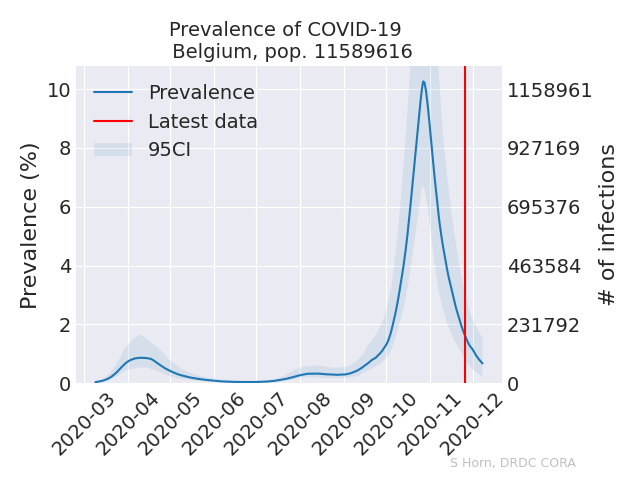 Prevalence of COVID-19
Belgium, pop. 11589616
Prevalence
Latest data
95CI
Prevalence (%)
10
8
6
4
2
0
1158961
927169
695376
463584
231792
0
# of infections
2020-03
2020-04
2020-05
2020-06
2020-07
2020-08
2020-09
2020-10
2020-11
2020-12
S Horn, DRDC CORA